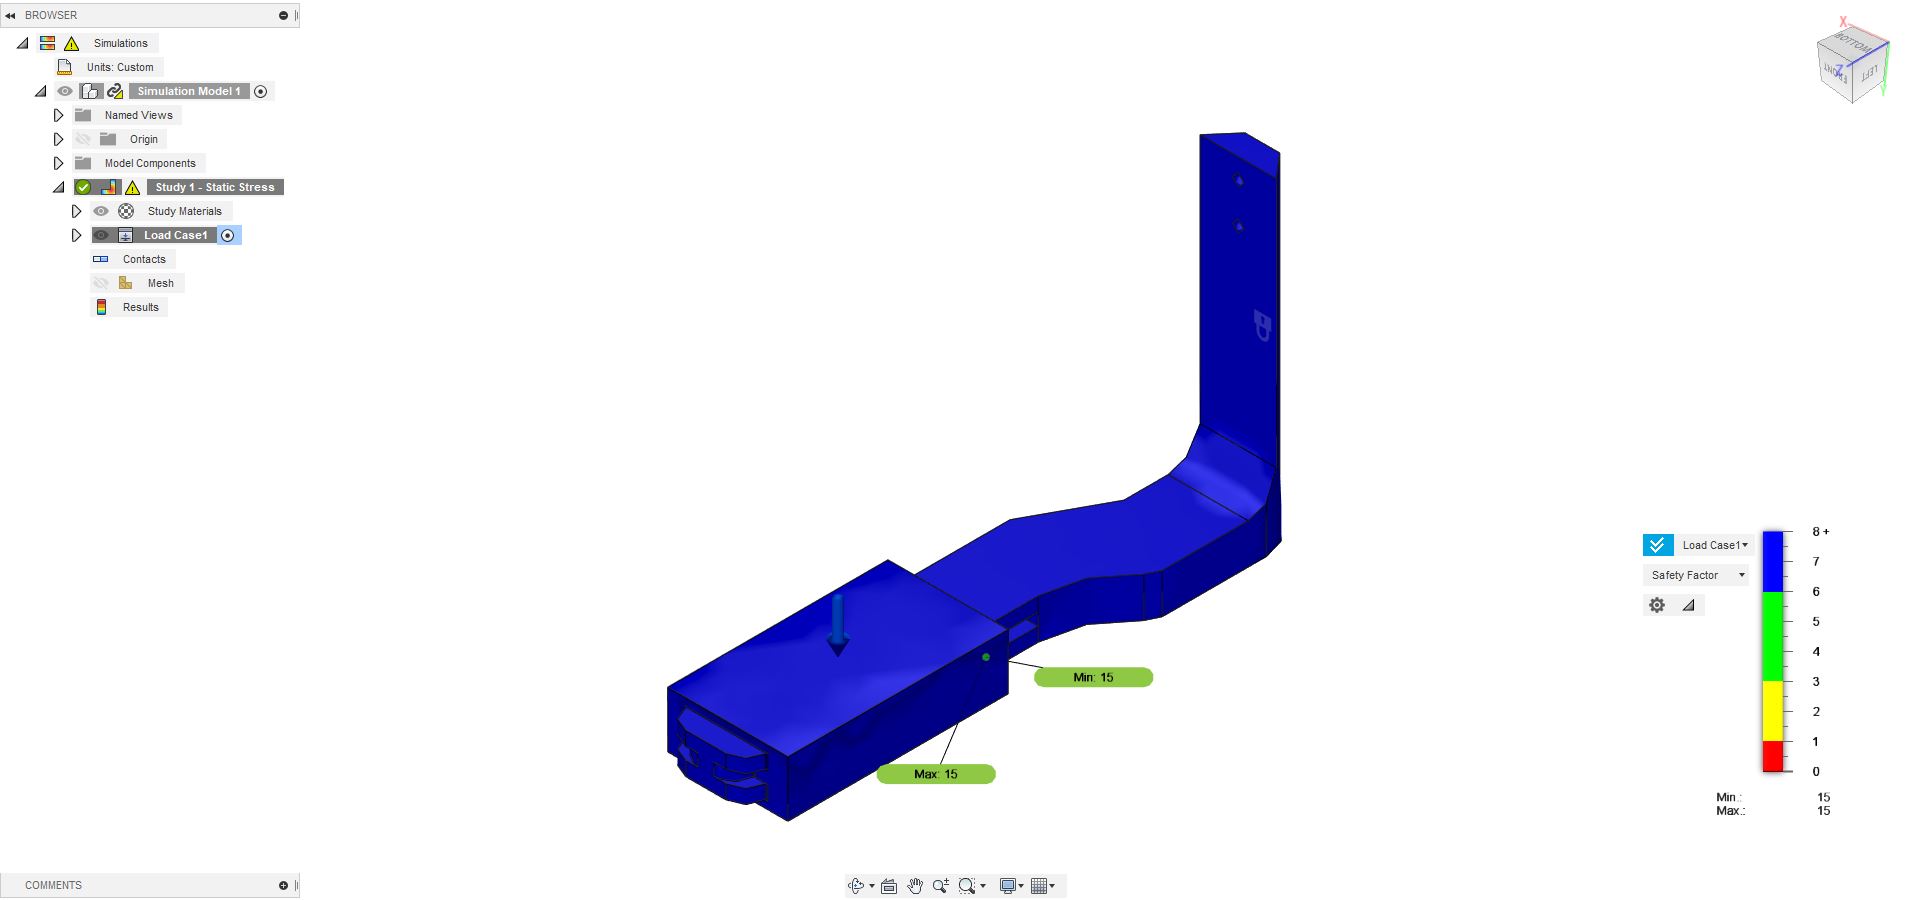 BROWSER
Simulations
Units: Custom
Simulation Model 1
Named Views
Origin
Model Components
Study 1 - Static Stress
Study Materials
Load Case1
Contacts
Mesh
Results
X
BOTTOM
FRONT
LEFT
Z
Y
Min: 15
Max: 15
Load Case1
Safety Factor
8 +
7
6
5
4
3
2
1
0
Min.: 15
Max.: 15
COMMENTS